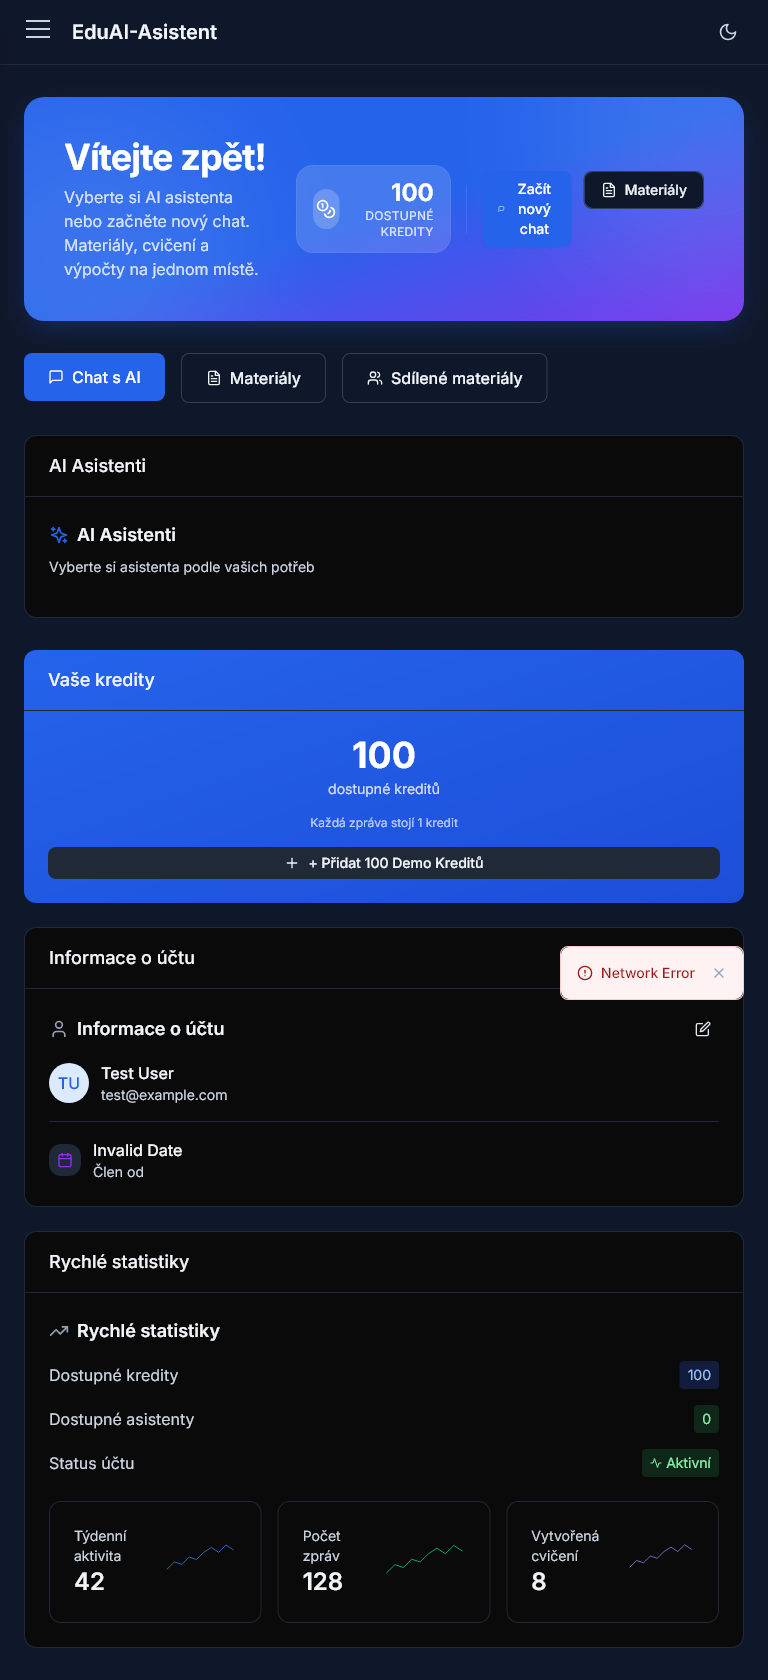 EduAI-Asistent
Vítejte zpět!
Vyberte si AI asistenta
nebo začněte nový chat.
Materiály, cvičení a
výpočty na jednom místě.
100
DOSTUPNÉ
KREDITY
Začít
nový
chat
Materiály
Chat s AI
Materiály
Sdílené materiály
AI Asistenti
AI Asistenti
Vyberte si asistenta podle vašich potřeb
Vaše kredity
100
dostupné kreditů
Každá zpráva stojí 1 kredit
+ Přidat 100 Demo Kreditů
Informace o účtu
Network Error
Informace o účtu
TU
Test User
test@example.com
Invalid Date
Člen od
Rychlé statistiky
Rychlé statistiky
Dostupné kredity
100
Dostupné asistenty
0
Status účtu
Aktivní
Týdenní
aktivita
42
Počet
zpráv
128
Vytvořená
cvičení
8